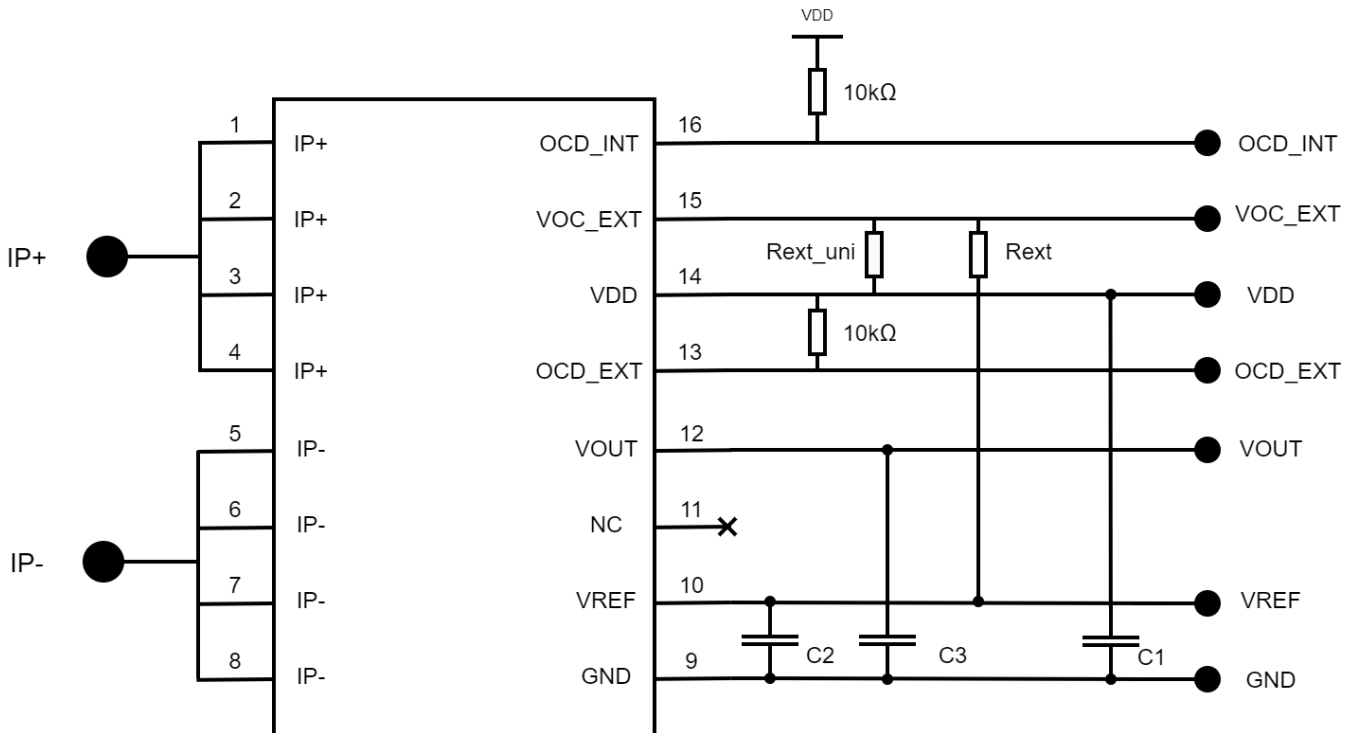 VDD
10kΩ
1 IP+ OCD_INT 16 OCD_INT
2 IP+ VOC_EXT 15 VOC_EXT
Rext_uni Rext
IP+
3 IP+ VDD 14 VDD
10kΩ
4 IP+ OCD_EXT 13 OCD_EXT
5 IP- VOUT 12 VOUT
6 IP- NC 11
IP-
7 IP- VREF 10 VREF
C2 C3 C1
8 IP- GND 9 GND